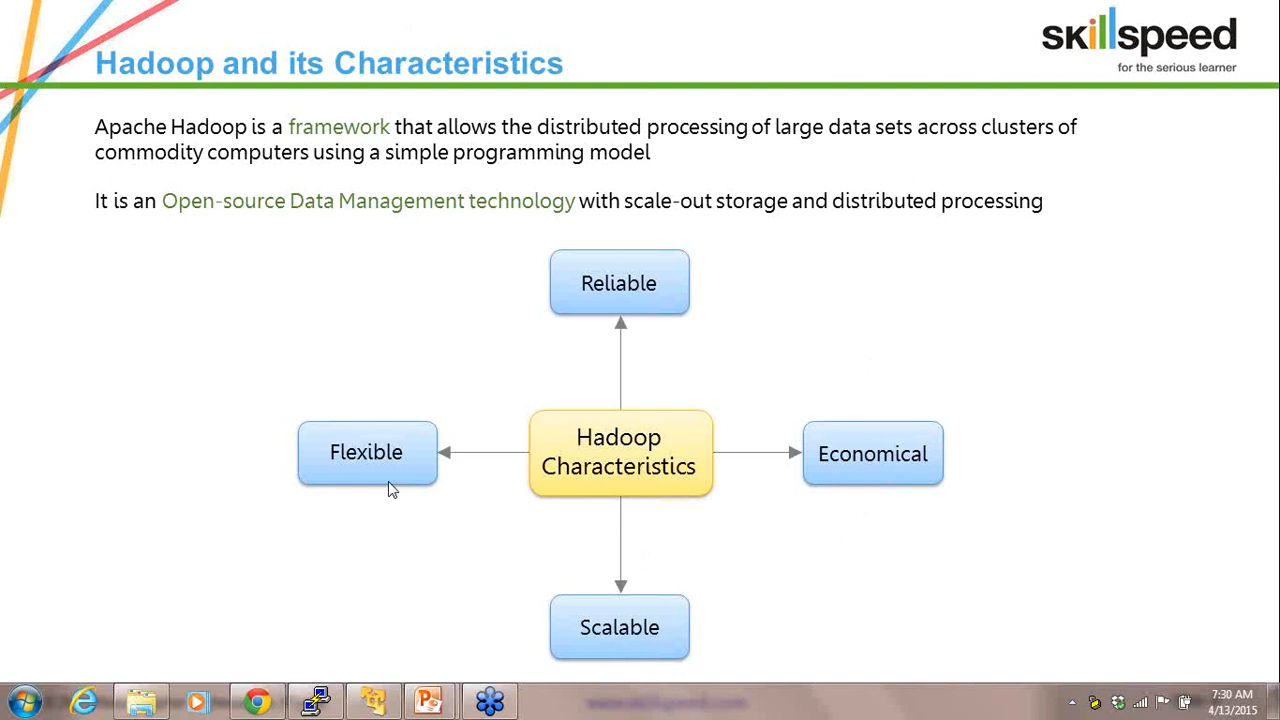 Hadoop and its Characteristics
skillspeed
for the serious learner
Apache Hadoop is a framework that allows the distributed processing of large data sets across clusters of
commodity computers using a simple programming model
It is an Open-source Data Management technology with scale-out storage and distributed processing
Reliable
Flexible
Hadoop
Characteristics
Economical
Scalable
www.skillspeed.com
7:30 AM
4/13/2015